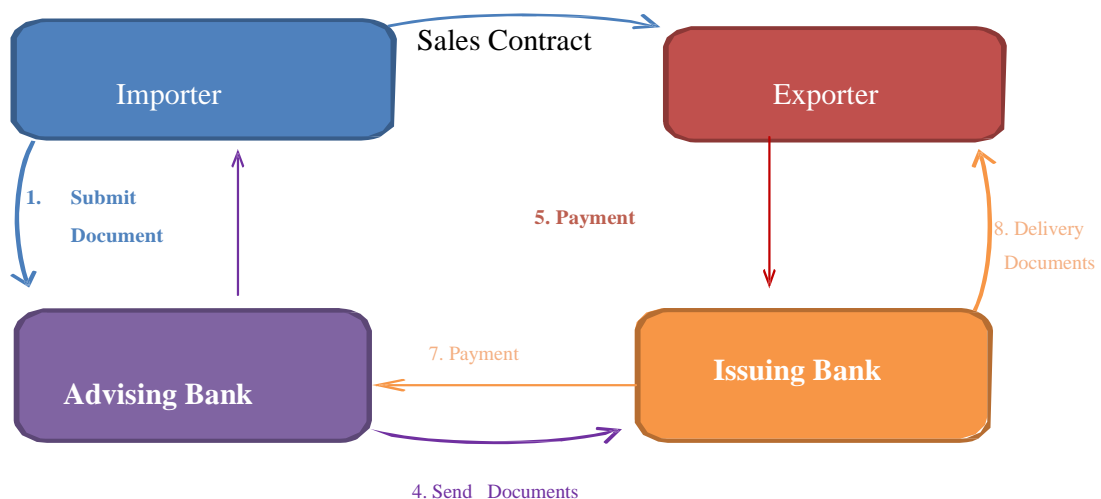 Sales Contract
Importer
Exporter
1. Submit
Document
5. Payment
8. Delivery
Documents
7. Payment
Issuing Bank
Advising Bank
4. Send Documents